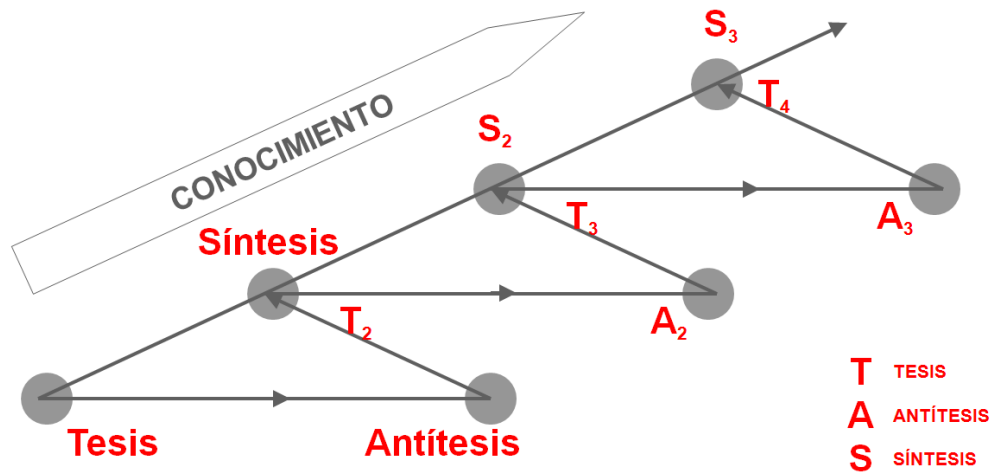 S₃
CONOCIMIENTO
T₄
S₂
T₃
A₃
Síntesis
T₂
A₂
Tesis
Antítesis
T TESIS
A ANTÍTESIS
S SÍNTESIS